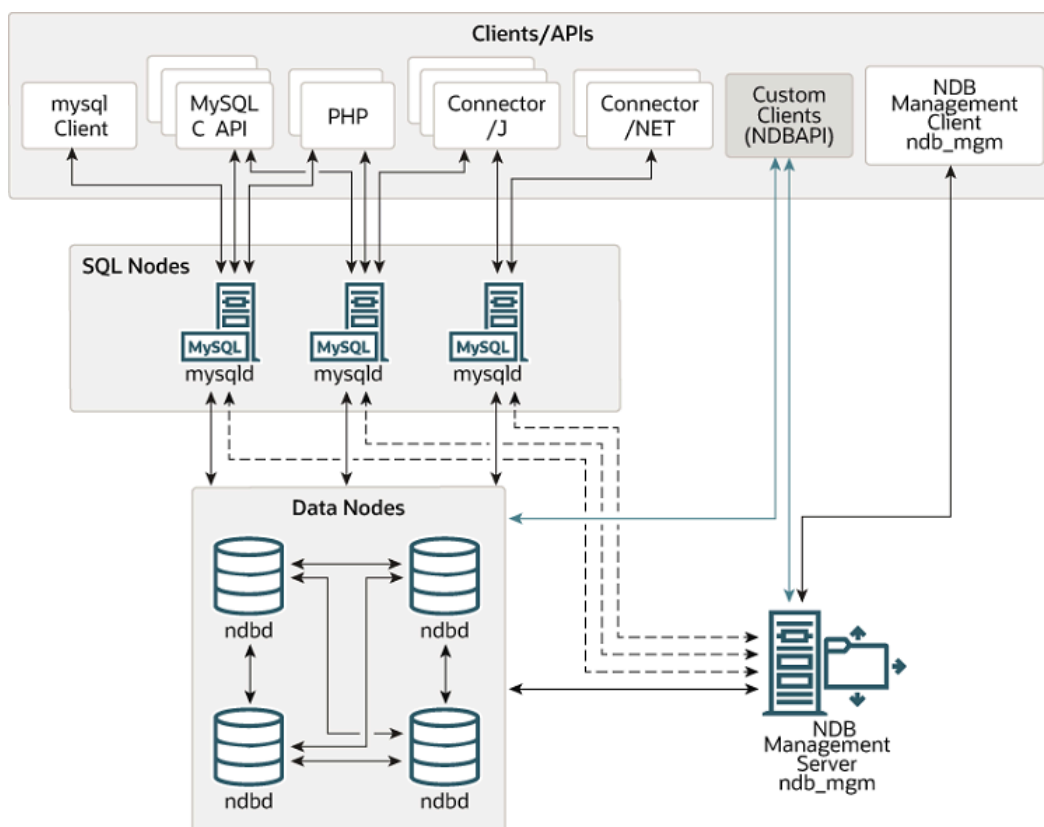 Clients/APIs
mysql
Client
MySQL
C API
PHP
Connector
/J
Connector
/NET
Custom
Clients
(NDBAPI)
NDB
Management
Client
ndb_mgm
SQL Nodes
MySQL
mysqld
MySQL
mysqld
MySQL
mysqld
Data Nodes
ndbd
ndbd
ndbd
ndbd
NDB
Management
Server
ndb_mgm